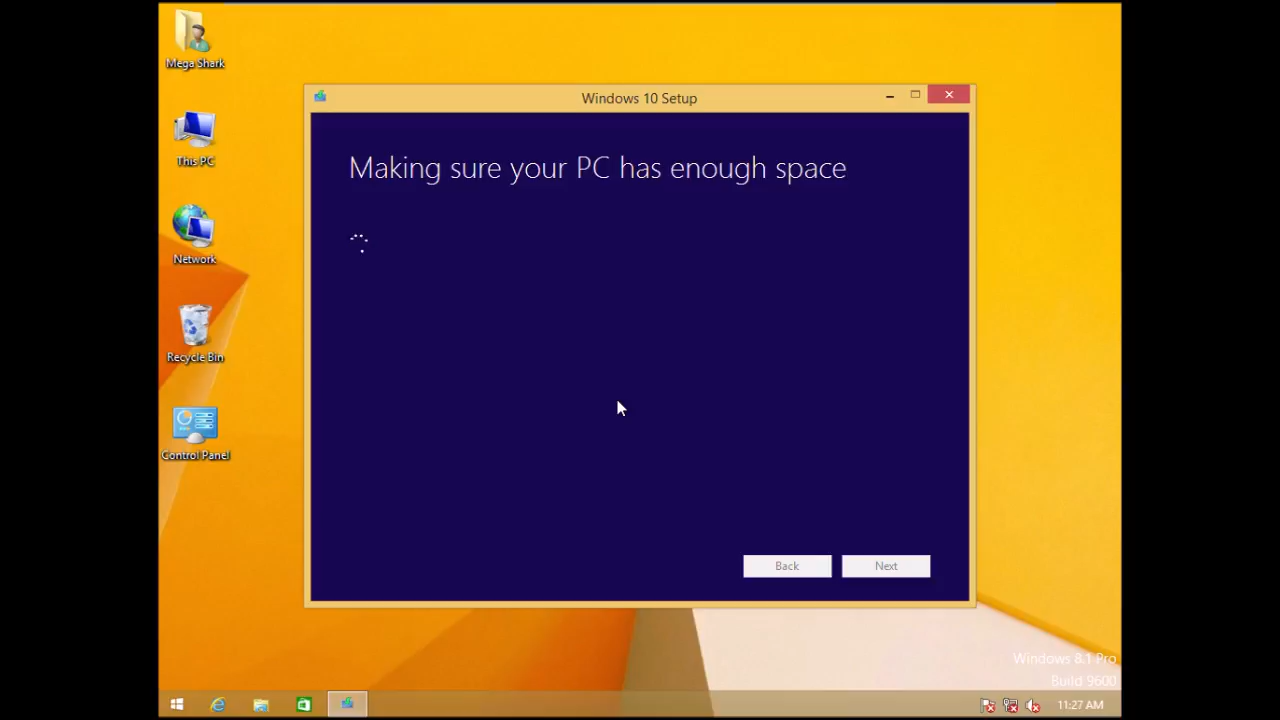 Mega Shark
This PC
Network
Recycle Bin
Control Panel
Windows 10 Setup
Making sure your PC has enough space
Back
Next
Windows 8.1 Pro
Build 9600
11:27 AM